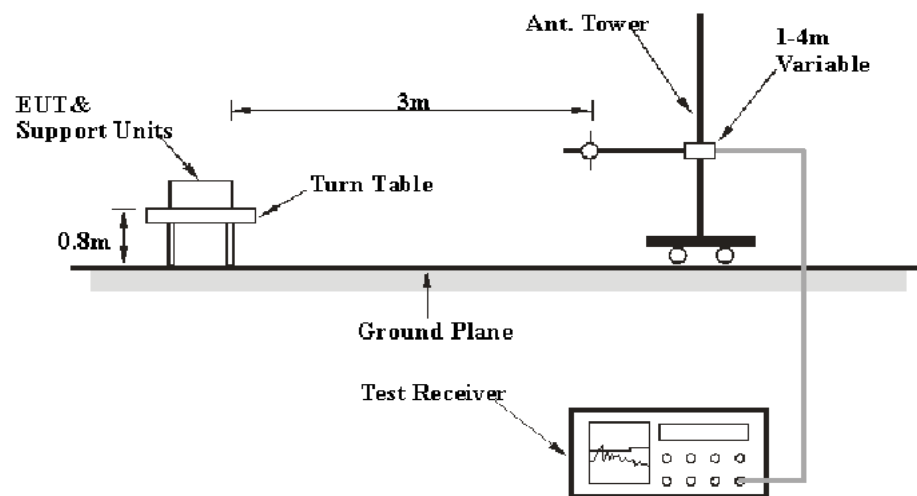 Ant. Tower
1-4m
Variable
EUT&
Support Units
3m
Turn Table
0.8m
Ground Plane
Test Receiver